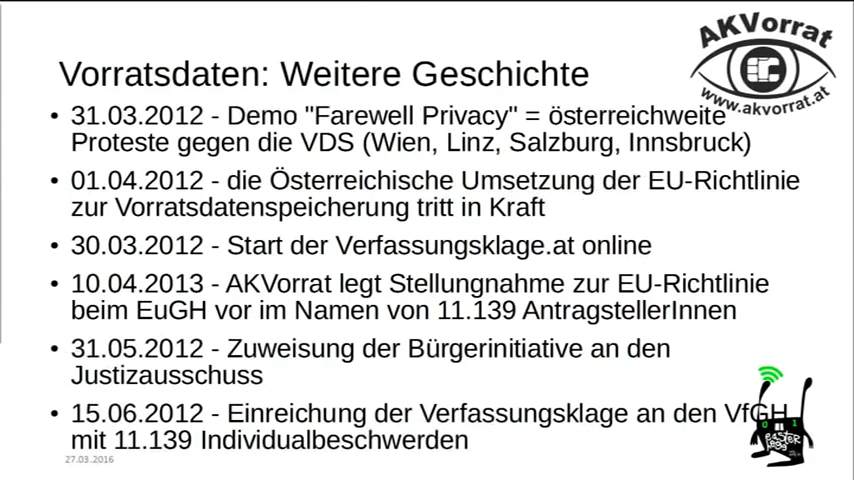 AKVorrat
www.akvorrat.at
Vorratsdaten: Weitere Geschichte
• 31.03.2012 - Demo "Farewell Privacy" = österreichweite
Proteste gegen die VDS (Wien, Linz, Salzburg, Innsbruck)
• 01.04.2012 - die Österreichische Umsetzung der EU-Richtlinie
zur Vorratsdatenspeicherung tritt in Kraft
• 30.03.2012 - Start der Verfassungsklage.at online
• 10.04.2013 - AKVorrat legt Stellungnahme zur EU-Richtlinie
beim EuGH vor im Namen von 11.139 AntragstellerInnen
• 31.05.2012 - Zuweisung der Bürgerinitiative an den
Justizausschuss
• 15.06.2012 - Einreichung der Verfassungsklage an den VfGH
mit 11.139 Individualbeschwerden
0 1
EASTER
HEGG
27.03.2016